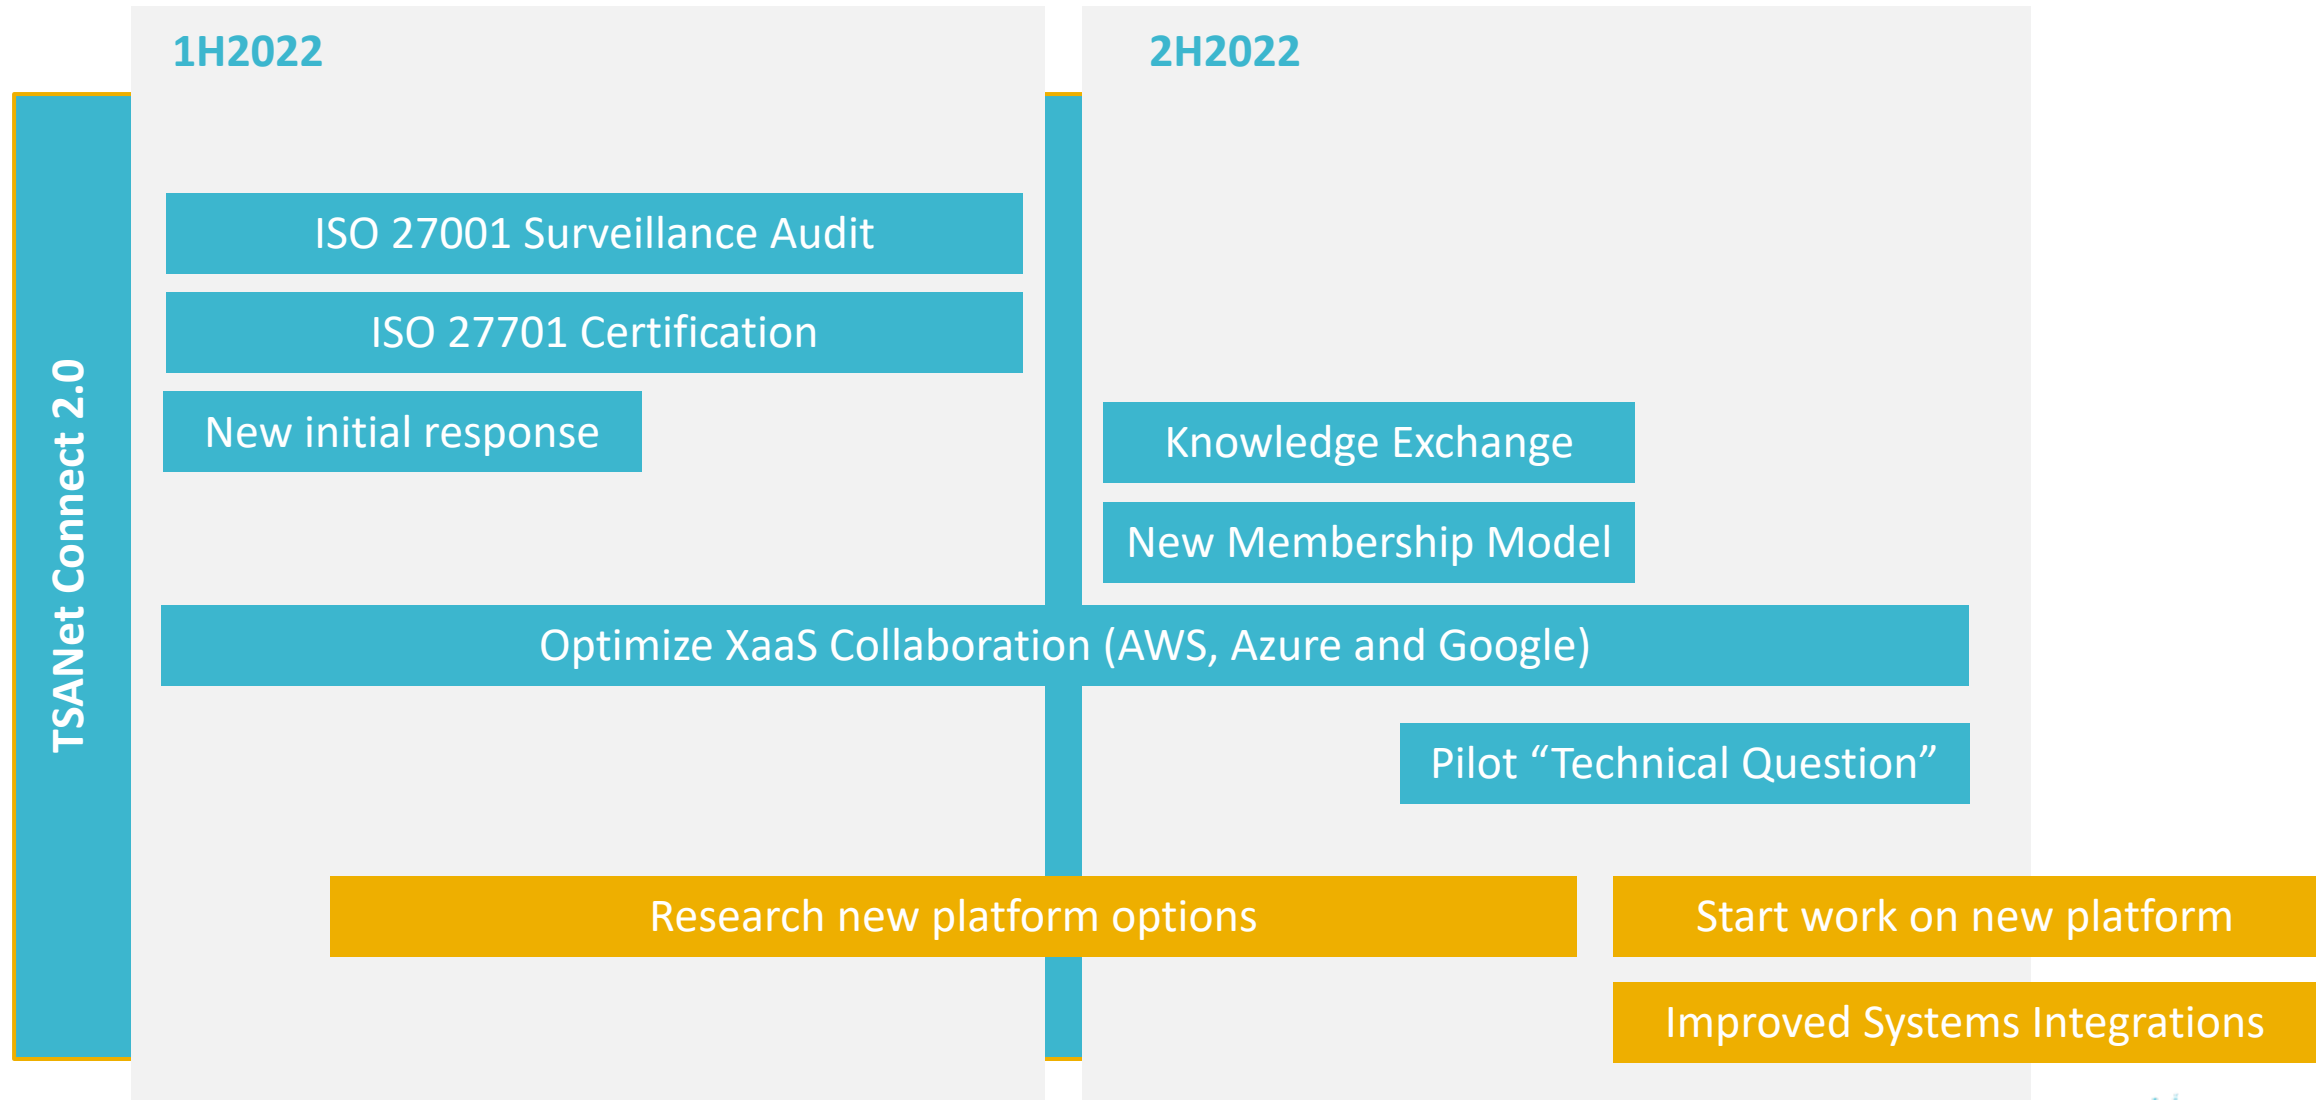 1H2022
2H2022
TSANet Connect 2.0
ISO 27001 Surveillance Audit
ISO 27701 Certification
New initial response
Knowledge Exchange
New Membership Model
Optimize XaaS Collaboration (AWS, Azure and Google)
Pilot “Technical Question”
Research new platform options
Start work on new platform
Improved Systems Integrations